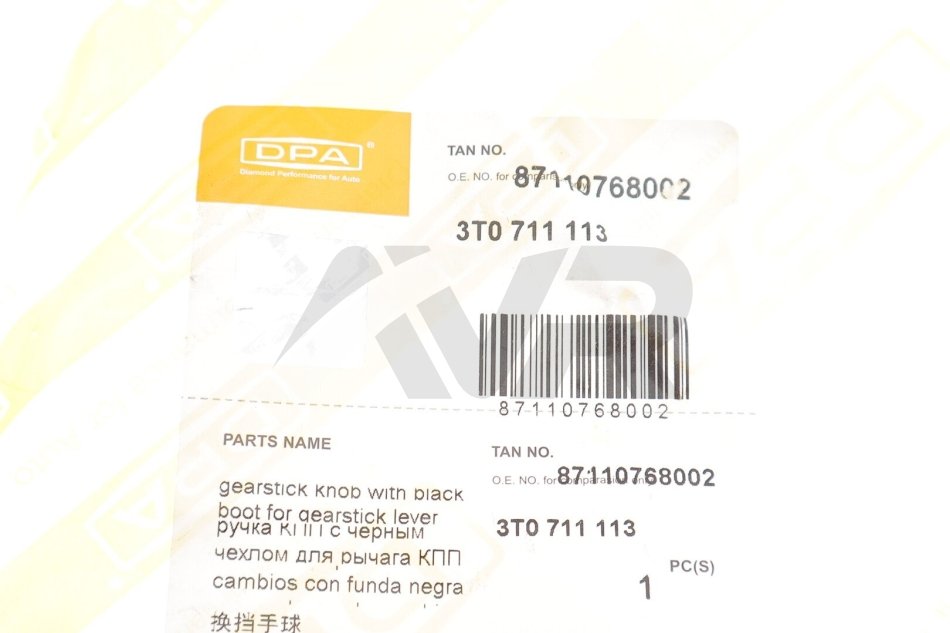 DPA®
Diamond Performance for Auto
TAN NO.
87110768002
O.E. NO. for only
3T0 711 113
87110768002
PARTS NAME
gearstick knob with black
boot for gearstick lever
ручка КПП с черным
чехлом для рычага КПП
cambios con funda negra
换挡手球
TAN NO.
87110768002
O.E. NO. for comparasion only
3T0 711 113
PC(S)
1